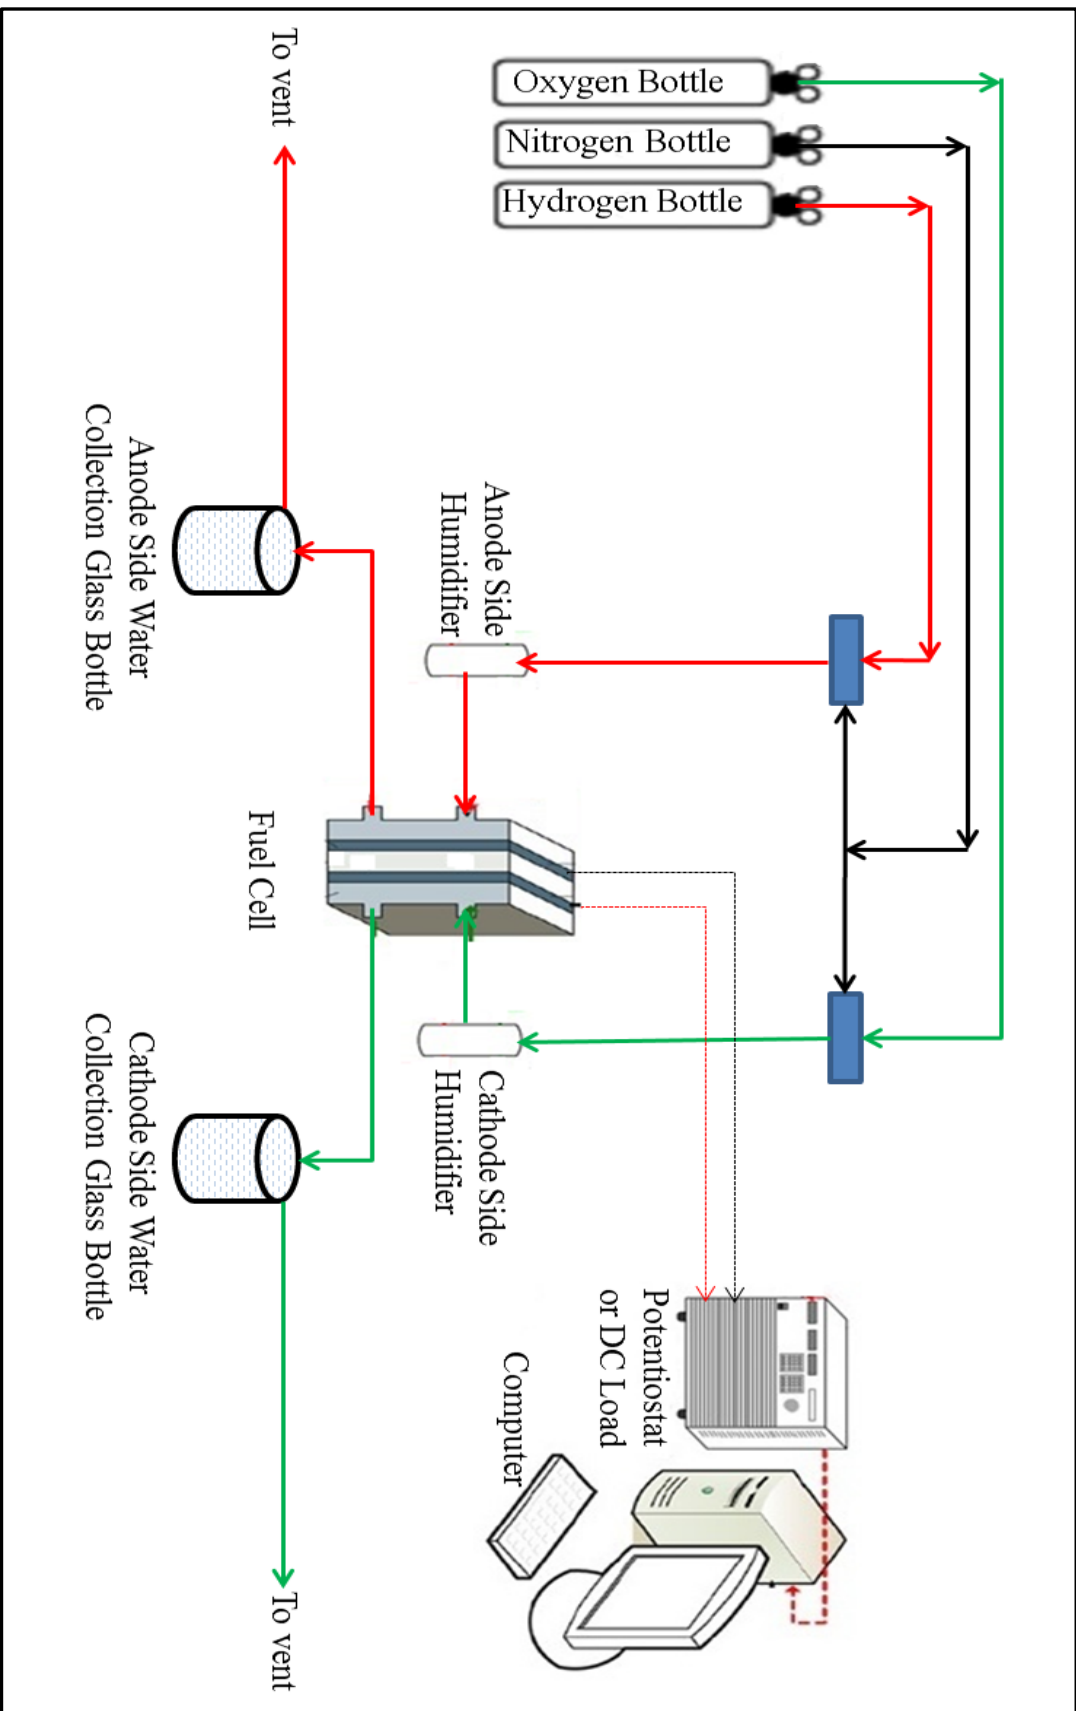 Oxygen Bottle
Nitrogen Bottle
Hydrogen Bottle
To vent
Anode Side
Humidifier
Anode Side Water
Collection Glass Bottle
Fuel Cell
Cathode Side
Humidifier
Cathode Side Water
Collection Glass Bottle
Potentiostat
or DC Load
Computer
To vent